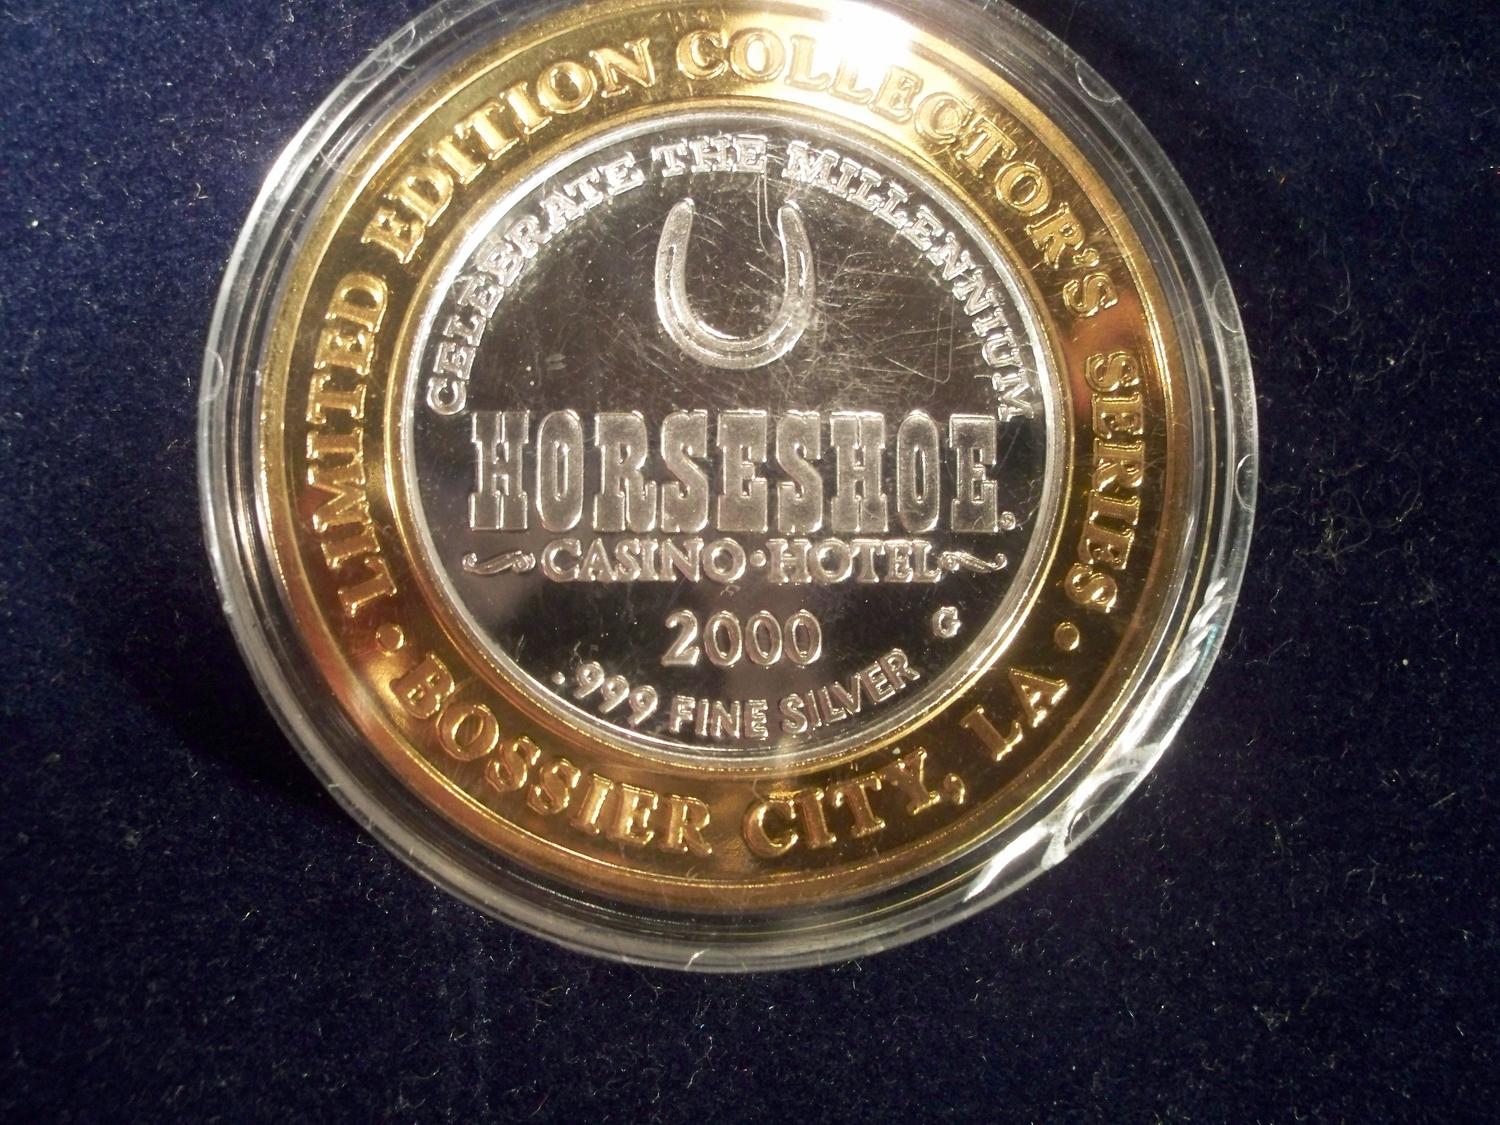 LIMITED EDITION COLLECTOR'S SERIES
CELEBRATE THE MILLENNIUM
HORSESHOE
CASINO•HOTEL
2000
G
.999 FINE SILVER
• BOSSIER CITY, LA •